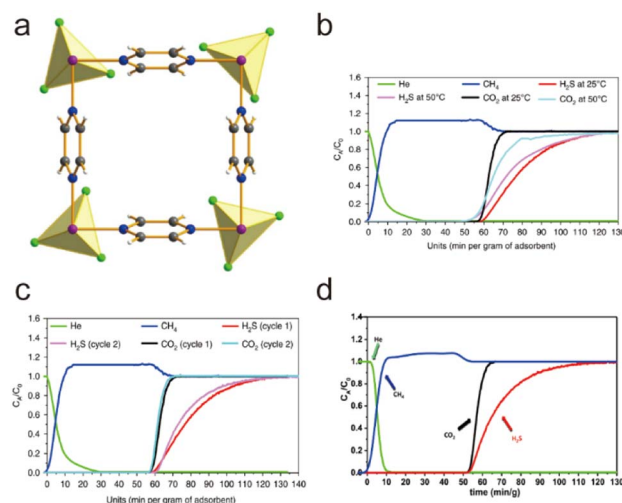 a
b
1.6
1.4
1.2
1.0
0.8
0.6
0.4
0.2
0.0
C_A/C_0
He
CH₄
H₂S at 25°C
H₂S at 50°C
CO₂ at 25°C
CO₂ at 50°C
0 10 20 30 40 50 60 70 80 90 100 110 120 130
Units (min per gram of adsorbent)
c
1.6
1.4
1.2
1.0
0.8
0.6
0.4
0.2
0.0
C_A/C_0
He
CH₄
H₂S (cycle 1)
H₂S (cycle 2)
CO₂ (cycle 1)
CO₂ (cycle 2)
0 10 20 30 40 50 60 70 80 90 100 110 120 130 140
Units (min per gram of adsorbent)
d
1.4
1.2
1.0
0.8
0.6
0.4
0.2
0.0
C_A/C_0
He
CH₄
CO₂
H₂S
0 10 20 30 40 50 60 70 80 90 100 110 120 130
time (min/g)